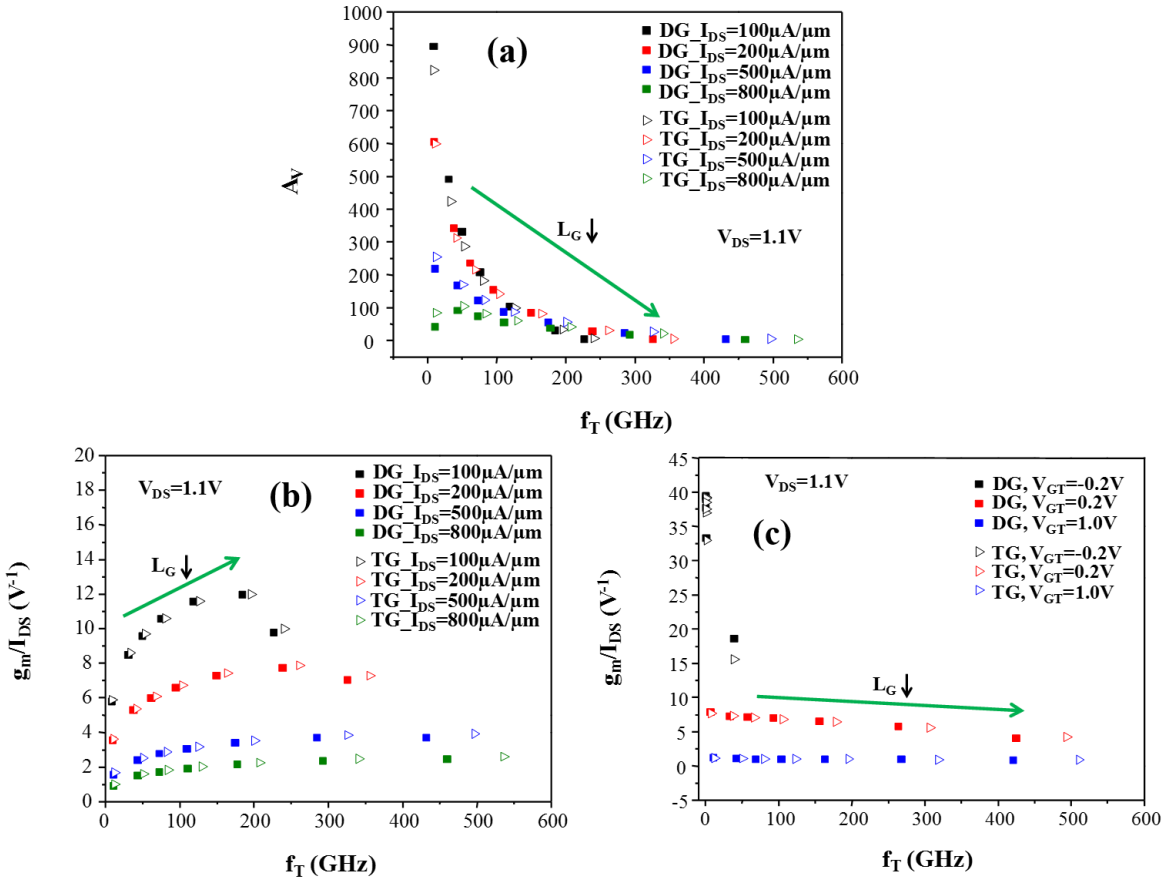 (a)
A_V
1000
900
800
700
600
500
400
300
200
100
0
DG_I_DS=100µA/µm
DG_I_DS=200µA/µm
DG_I_DS=500µA/µm
DG_I_DS=800µA/µm
TG_I_DS=100µA/µm
TG_I_DS=200µA/µm
TG_I_DS=500µA/µm
TG_I_DS=800µA/µm
L_G ↓
V_DS=1.1V
0 100 200 300 400 500 600
f_T (GHz)
(b)
g_m/I_DS (V⁻¹)
20
18
16
14
12
10
8
6
4
2
0
V_DS=1.1V
DG_I_DS=100µA/µm
DG_I_DS=200µA/µm
DG_I_DS=500µA/µm
DG_I_DS=800µA/µm
TG_I_DS=100µA/µm
TG_I_DS=200µA/µm
TG_I_DS=500µA/µm
TG_I_DS=800µA/µm
L_G ↓
0 100 200 300 400 500 600
f_T (GHz)
(c)
g_m/I_DS (V⁻¹)
45
40
35
30
25
20
15
10
5
0
-5
V_DS=1.1V
DG, V_GT=-0.2V
DG, V_GT=0.2V
DG, V_GT=1.0V
TG, V_GT=-0.2V
TG, V_GT=0.2V
TG, V_GT=1.0V
L_G ↓
0 100 200 300 400 500 600
f_T (GHz)